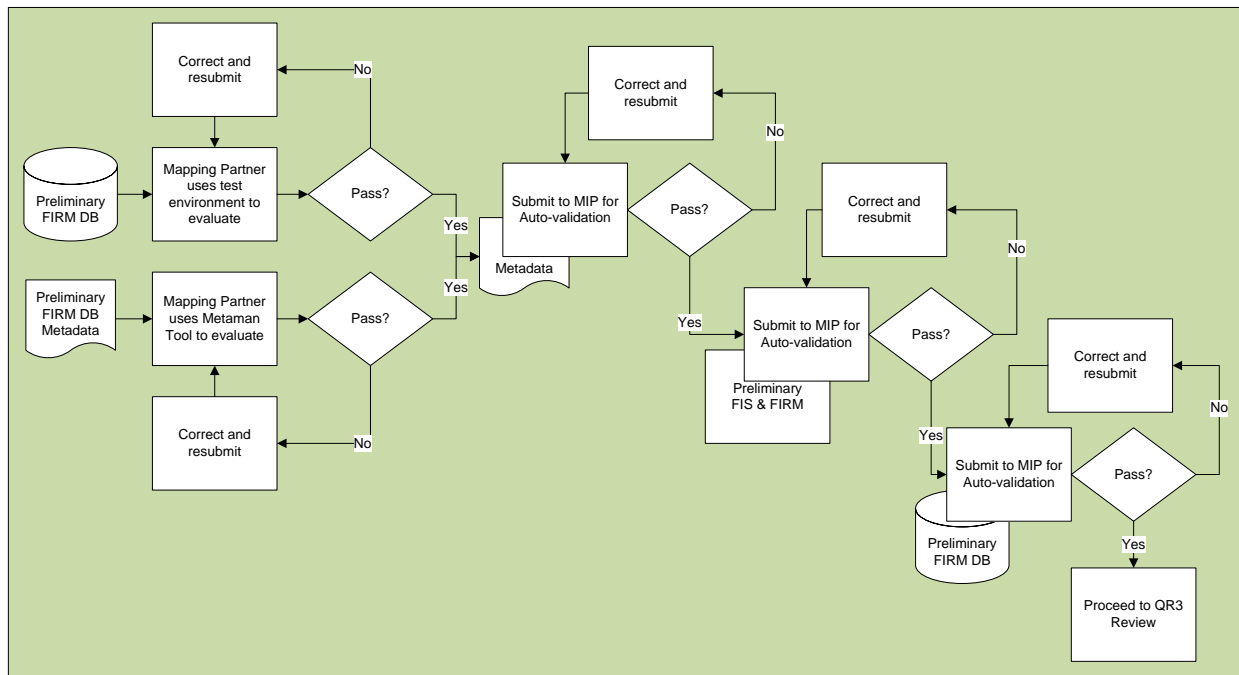 Correct and
resubmit
No
Preliminary
FIRM DB
Mapping Partner
uses test
environment to
evaluate
Pass?
Yes
Preliminary
FIRM DB
Metadata
Mapping Partner
uses Metaman
Tool to evaluate
Pass?
Yes
Correct and
resubmit
No
Correct and
resubmit
No
Submit to MIP for
Auto-validation
Metadata
Pass?
Yes
Correct and
resubmit
No
Submit to MIP for
Auto-validation
Preliminary
FIS & FIRM
Pass?
Yes
Correct and
resubmit
No
Submit to MIP for
Auto-validation
Preliminary
FIRM DB
Pass?
Yes
Proceed to QR3
Review